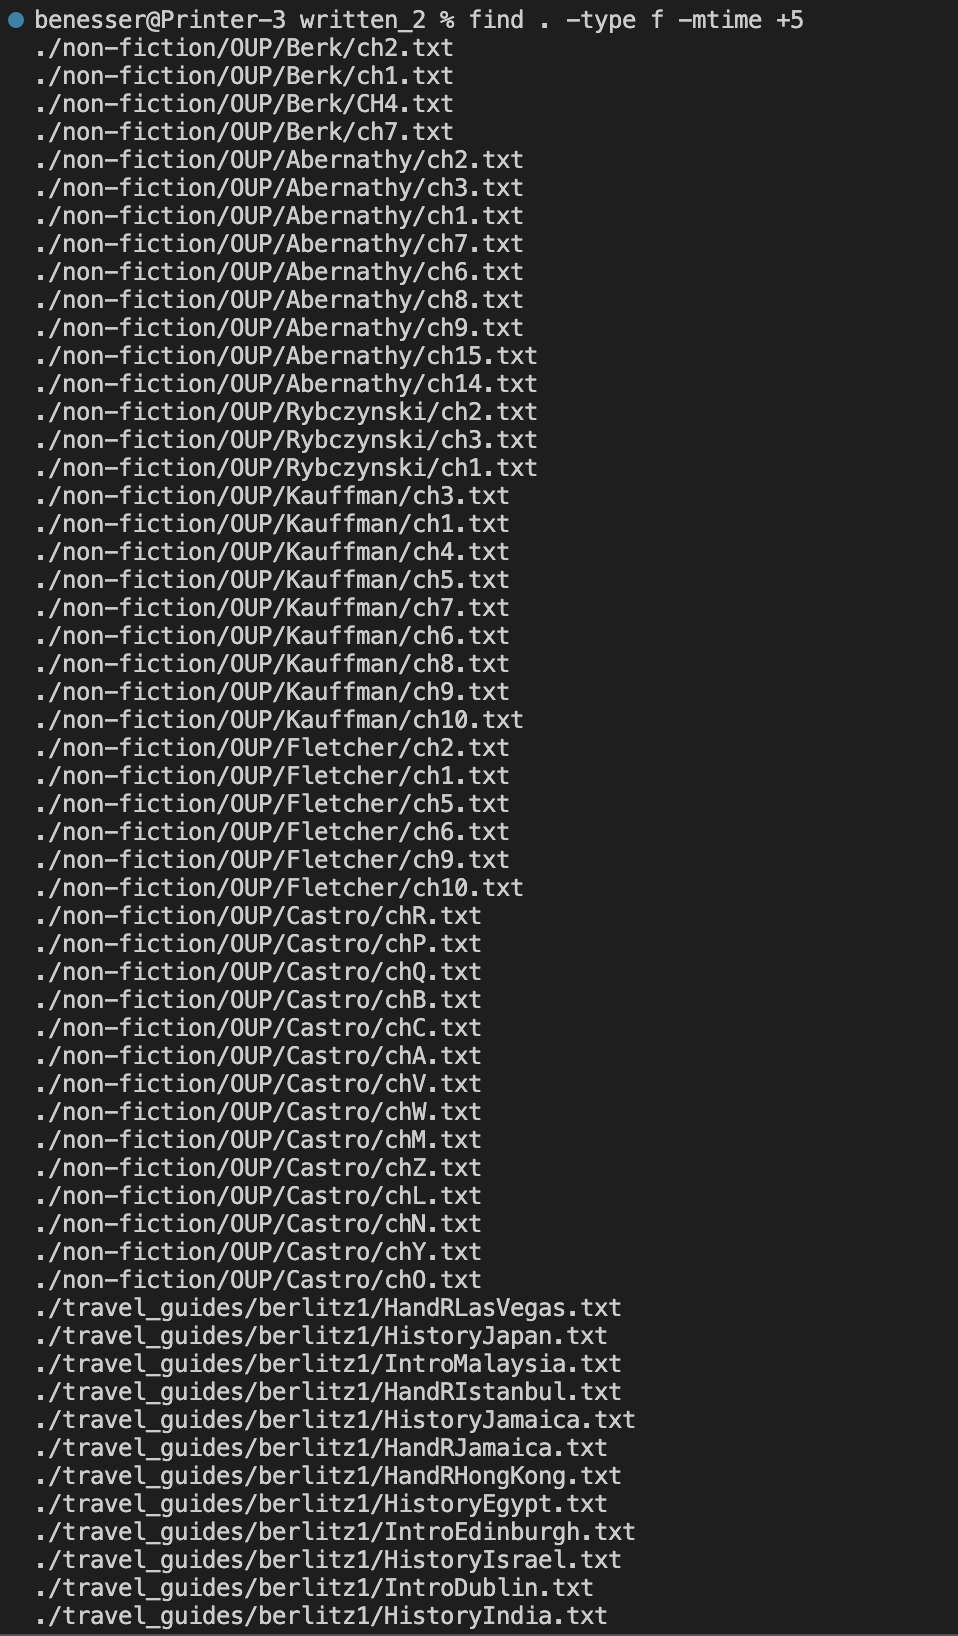 benesser@Printer-3 written_2 % find . -type f -mtime +5
./non-fiction/OUP/Berk/ch2.txt
./non-fiction/OUP/Berk/ch1.txt
./non-fiction/OUP/Berk/CH4.txt
./non-fiction/OUP/Berk/ch7.txt
./non-fiction/OUP/Abernathy/ch2.txt
./non-fiction/OUP/Abernathy/ch3.txt
./non-fiction/OUP/Abernathy/ch1.txt
./non-fiction/OUP/Abernathy/ch7.txt
./non-fiction/OUP/Abernathy/ch6.txt
./non-fiction/OUP/Abernathy/ch8.txt
./non-fiction/OUP/Abernathy/ch9.txt
./non-fiction/OUP/Abernathy/ch15.txt
./non-fiction/OUP/Abernathy/ch14.txt
./non-fiction/OUP/Rybczynski/ch2.txt
./non-fiction/OUP/Rybczynski/ch3.txt
./non-fiction/OUP/Rybczynski/ch1.txt
./non-fiction/OUP/Kauffman/ch3.txt
./non-fiction/OUP/Kauffman/ch1.txt
./non-fiction/OUP/Kauffman/ch4.txt
./non-fiction/OUP/Kauffman/ch5.txt
./non-fiction/OUP/Kauffman/ch7.txt
./non-fiction/OUP/Kauffman/ch6.txt
./non-fiction/OUP/Kauffman/ch8.txt
./non-fiction/OUP/Kauffman/ch9.txt
./non-fiction/OUP/Kauffman/ch10.txt
./non-fiction/OUP/Fletcher/ch2.txt
./non-fiction/OUP/Fletcher/ch1.txt
./non-fiction/OUP/Fletcher/ch5.txt
./non-fiction/OUP/Fletcher/ch6.txt
./non-fiction/OUP/Fletcher/ch9.txt
./non-fiction/OUP/Fletcher/ch10.txt
./non-fiction/OUP/Castro/chR.txt
./non-fiction/OUP/Castro/chP.txt
./non-fiction/OUP/Castro/chQ.txt
./non-fiction/OUP/Castro/chB.txt
./non-fiction/OUP/Castro/chC.txt
./non-fiction/OUP/Castro/chA.txt
./non-fiction/OUP/Castro/chV.txt
./non-fiction/OUP/Castro/chW.txt
./non-fiction/OUP/Castro/chM.txt
./non-fiction/OUP/Castro/chZ.txt
./non-fiction/OUP/Castro/chL.txt
./non-fiction/OUP/Castro/chN.txt
./non-fiction/OUP/Castro/chY.txt
./non-fiction/OUP/Castro/chO.txt
./travel_guides/berlitz1/HandRLasVegas.txt
./travel_guides/berlitz1/HistoryJapan.txt
./travel_guides/berlitz1/IntroMalaysia.txt
./travel_guides/berlitz1/HandRIstanbul.txt
./travel_guides/berlitz1/HistoryJamaica.txt
./travel_guides/berlitz1/HandRJamaica.txt
./travel_guides/berlitz1/HandRHongKong.txt
./travel_guides/berlitz1/HistoryEgypt.txt
./travel_guides/berlitz1/IntroEdinburgh.txt
./travel_guides/berlitz1/HistoryIsrael.txt
./travel_guides/berlitz1/IntroDublin.txt
./travel_guides/berlitz1/HistoryIndia.txt